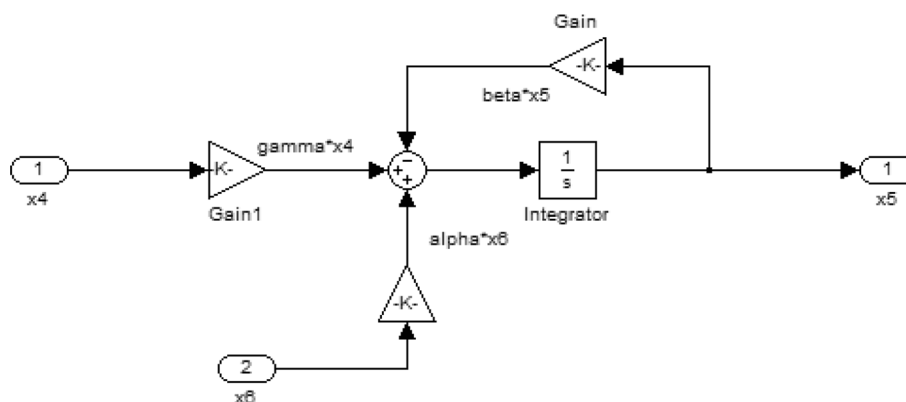 Gain
-K-
beta*x5
gamma*x4
1
x4
-K-
Gain1
−
+
+
1
s
Integrator
1
x5
alpha*x6
-K-
2
x6